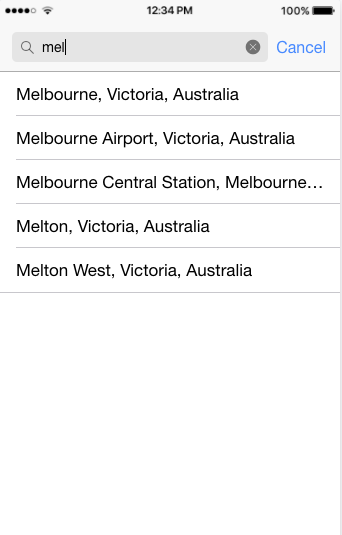 12:34 PM
100%
mel
Cancel
Melbourne, Victoria, Australia
Melbourne Airport, Victoria, Australia
Melbourne Central Station, Melbourne...
Melton, Victoria, Australia
Melton West, Victoria, Australia